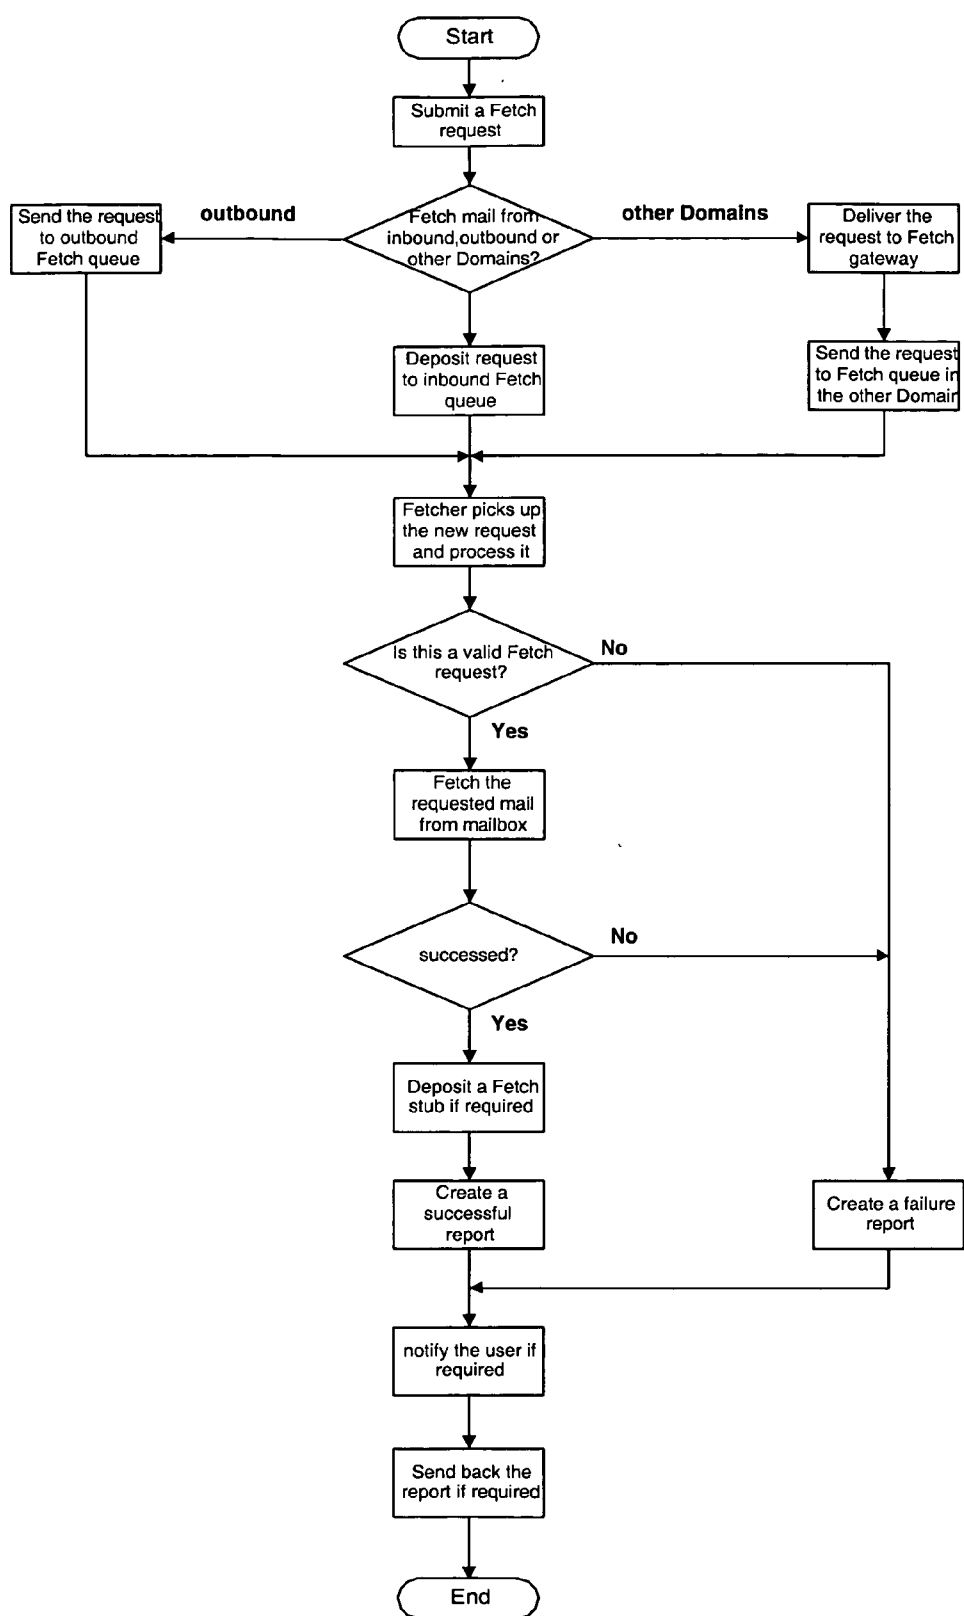 Start
Submit a Fetch
request
outbound
Fetch mail from
inbound,outbound or
other Domains?
other Domains
Send the request
to outbound
Fetch queue
Deliver the
request to Fetch
gateway
Deposit request
to inbound Fetch
queue
Send the request
to Fetch queue in
the other Domain
Fetcher picks up
the new request
and process it
Is this a valid Fetch
request?
No
Yes
Fetch the
requested mail
from mailbox
successed?
No
Yes
Deposit a Fetch
stub if required
Create a
successful
report
Create a failure
report
notify the user if
required
Send back the
report if required
End